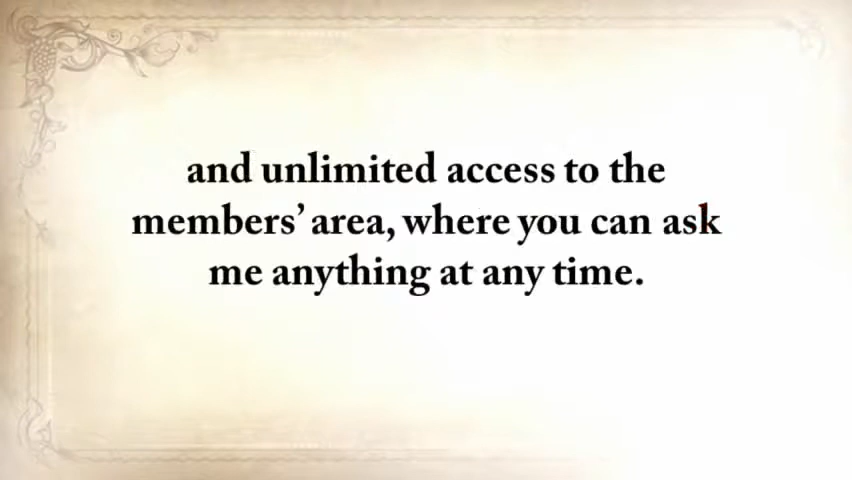 and unlimited access to the
members’ area, where you can ask
me anything at any time.